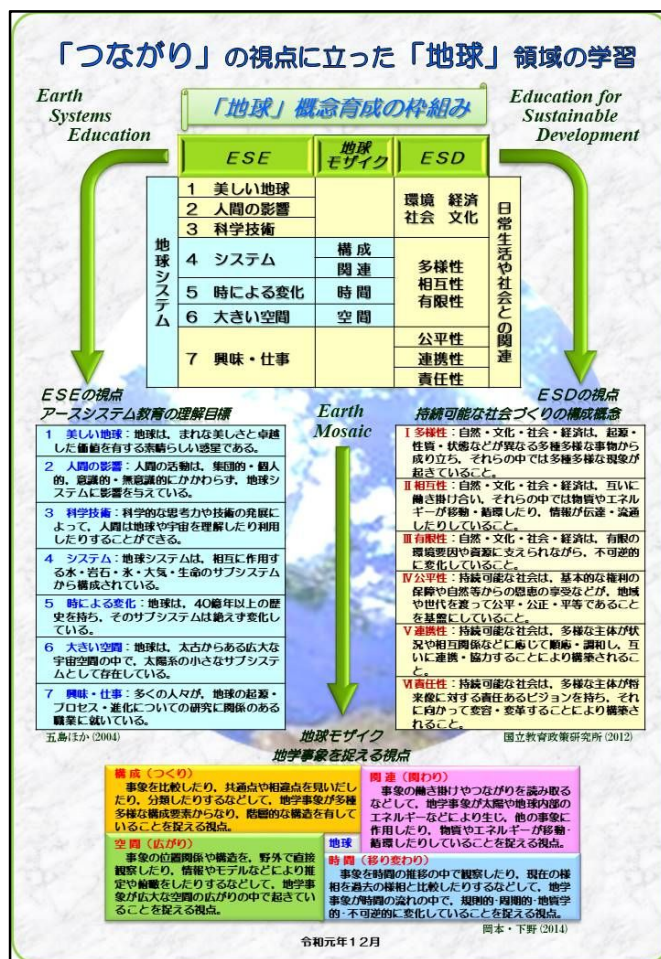 「つながり」の視点に立った「地球」領域の学習
Earth
Systems
Education
「地球」概念育成の枠組み
Education for
Sustainable
Development
ESE
地球
モザイク
ESD
地球システム
1 美しい地球
2 人間の影響
3 科学技術
環境 経済
社会 文化
4 システム
構成
関連
5 時による変化
時間
6 大きい空間
空間
多様性
相互性
有限性
7 興味・仕事
公平性
連携性
責任性
日常生活や社会との関連
ESEの視点
アースシステム教育の理解目標
1 美しい地球：地球は，まれな美しさと卓越
した価値を有する素晴らしい惑星である。
2 人間の影響：人間の活動は，集団的・個人
的，意識的・無意識的にかかわらず，地球シ
ステムに影響を与えている。
3 科学技術：科学的な思考力や技術の発展に
よって，人間は地球や宇宙を理解したり利用
したりすることができる。
4 システム：地球システムは，相互に作用す
る水・岩石・氷・大気・生命のサブシステム
から構成されている。
5 時による変化：地球は，40億年以上の歴
史を持ち，そのサブシステムは絶えず変化し
ている。
6 大きい空間：地球は，太古からある広大な
宇宙空間の中で，太陽系の小さなサブシステ
ムとして存在している。
7 興味・仕事：多くの人々が，地球の起源・
プロセス・進化についての研究に関係のある
職業に就いている。
五島ほか(2004)
Earth
Mosaic
ESDの視点
持続可能な社会づくりの構成概念
Ⅰ多様性：自然・文化・社会・経済は，起源・
性質・状態などが異なる多種多様な事物から
成り立ち，それらの中では多種多様な現象が
起きていること。
Ⅱ相互性：自然・文化・社会・経済は，互いに
働き掛け合い，それらの中では物質やエネル
ギーが移動・循環したり，情報が伝達・流通
したりしていること。
Ⅲ有限性：自然・文化・社会・経済は，有限の
環境要因や資源に支えられながら，不可逆的
に変化していること。
Ⅳ公平性：持続可能な社会は，基本的な権利の
保障や自然等からの恩恵の享受などが，地域
や世代を渡って公平・公正・平等であること
を基盤にしていること。
Ⅴ連携性：持続可能な社会は，多様な主体が状
況や相互関係などに応じて順応・調和し，互
いに連携・協力することにより構築されるこ
と。
Ⅵ責任性：持続可能な社会は，多様な主体が将
来像に対する責任あるビジョンを持ち，それ
に向かって変容・変革することにより構築さ
れること。
国立教育政策研究所(2012)
地球モザイク
地学事象を捉える視点
構成（つくり）
事象を比較したり，共通点や相違点を見いだし
たり，分類したりするなどして，地学事象が多種
多様な構成要素からなり，階層的な構造を有して
いることを捉える視点。
関連（関わり）
事象の働き掛けやつながりを読み取る
などして，地学事象が太陽や地球内部の
エネルギーなどにより生じ，他の事象に
作用したり，物質やエネルギーが移動・
循環したりしていることを捉える視点。
空間（広がり）
事象の位置関係や構造を，野外で直接
観察したり，情報やモデルなどにより推
定や俯瞰をしたりするなどして，地学事
象が広大な空間の広がりの中で起きてい
ることを捉える視点。
地球
時間（移り変わり）
事象を時間の推移の中で観察したり，現在の様
相を過去の様相と比較したりするなどして，地学
事象が時間の流れの中で，規則的・周期的・地質学
的・不可逆的に変化していることを捉える視点。
岡本・下野(2014)
令和元年12月